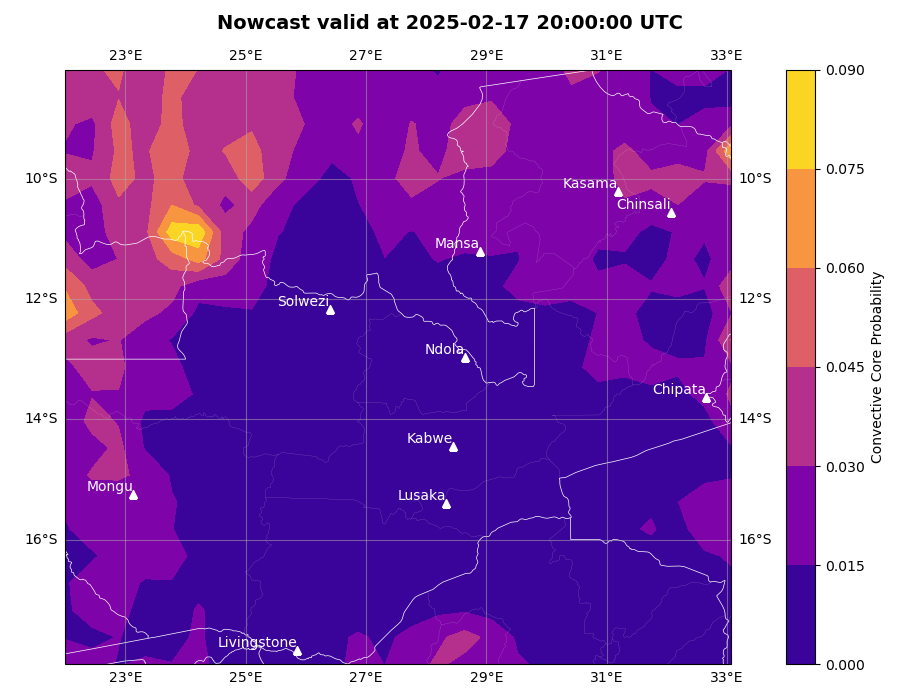 Nowcast valid at 2025-02-17 20:00:00 UTC
23°E 25°E 27°E 29°E 31°E 33°E
0.090
0.075
0.060
0.045
0.030
0.015
0.000
Convective Core Probability
10°S 10°S
12°S 12°S
14°S 14°S
16°S 16°S
Kasama
Chinsali
Mansa
Solwezi
Ndola
Chipata
Kabwe
Mongu
Lusaka
Livingstone
23°E 25°E 27°E 29°E 31°E 33°E